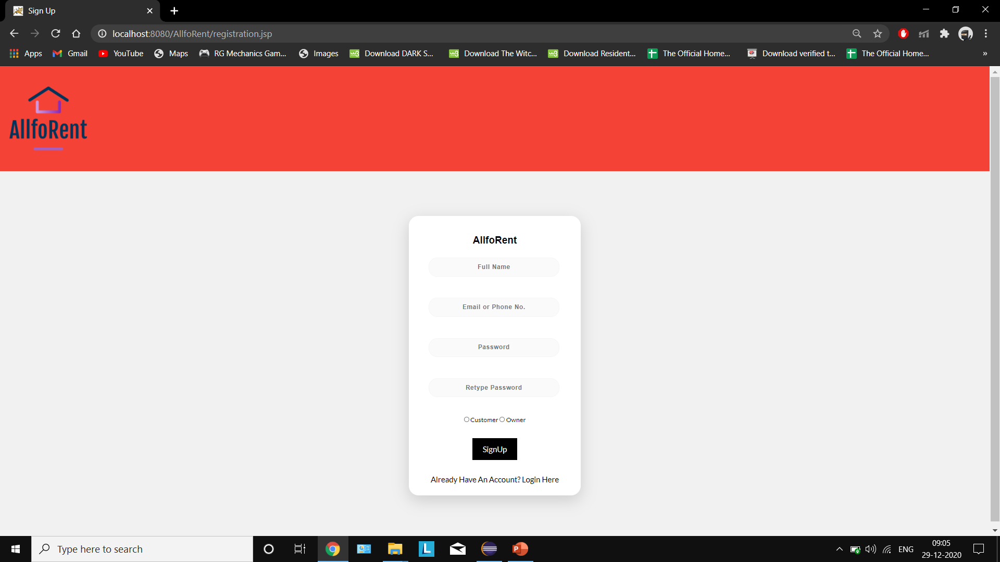 Sign Up
localhost:8080/AllfoRent/registration.jsp
Apps Gmail YouTube Maps RG Mechanics Gam... Images Download DARK S... Download The Witc... Download Resident... The Official Home... Download verified t... The Official Home... »
AllfoRent
AllfoRent
Full Name
Email or Phone No.
Password
Retype Password
Customer Owner
SignUp
Already Have An Account? Login Here
Type here to search
ENG
09:05
29-12-2020